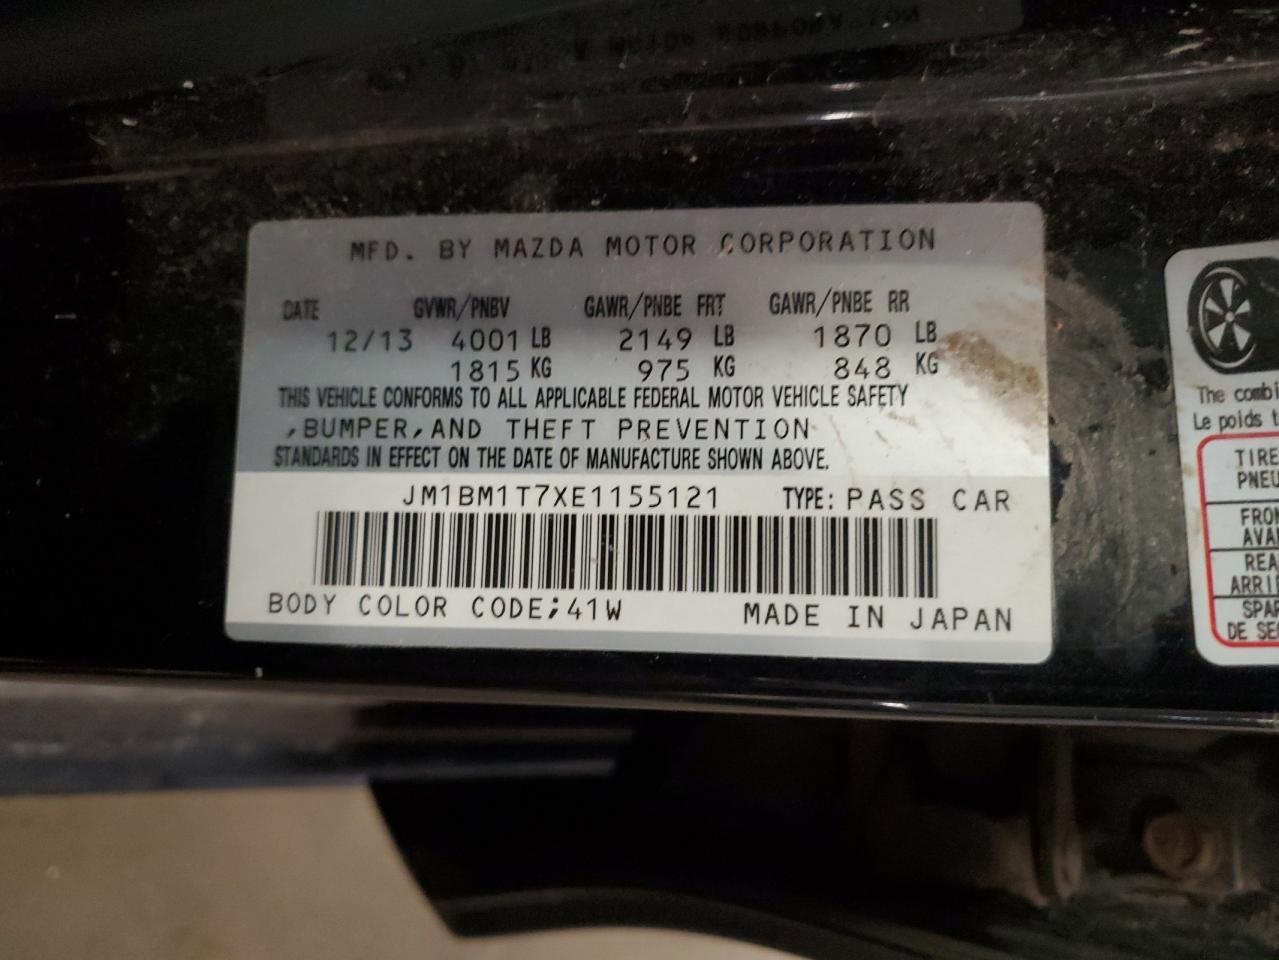 MFD. BY MAZDA MOTOR CORPORATION
DATE GVWR/PNBV GAWR/PNBE FRT GAWR/PNBE RR
12/13 4001 LB 2149 LB 1870 LB
1815 KG 975 KG 848 KG
THIS VEHICLE CONFORMS TO ALL APPLICABLE FEDERAL MOTOR VEHICLE SAFETY
,BUMPER,AND THEFT PREVENTION
STANDARDS IN EFFECT ON THE DATE OF MANUFACTURE SHOWN ABOVE.
JM1BM1T7XE1155121 TYPE: PASS CAR
BODY COLOR CODE;41W MADE IN JAPAN
The combi
Le poids t
TIRE
PNEU
FRON
AVAN
REA
ARRI
SPAR
DE SE